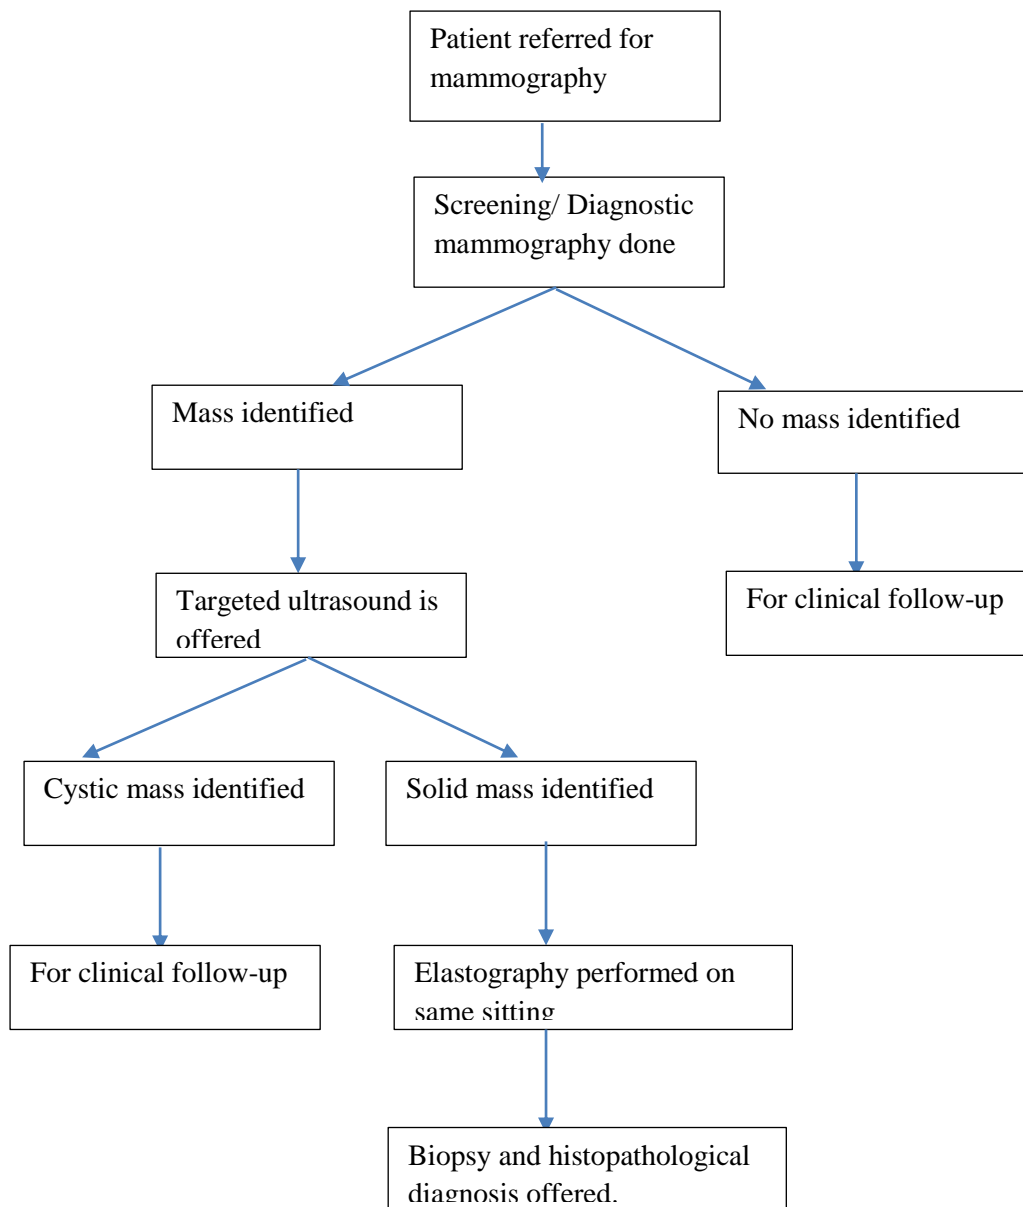 Patient referred for
mammography
Screening/ Diagnostic
mammography done
Mass identified
No mass identified
Targeted ultrasound is
offered
For clinical follow-up
Cystic mass identified
Solid mass identified
For clinical follow-up
Elastography performed on
same sitting
Biopsy and histopathological
diagnosis offered.